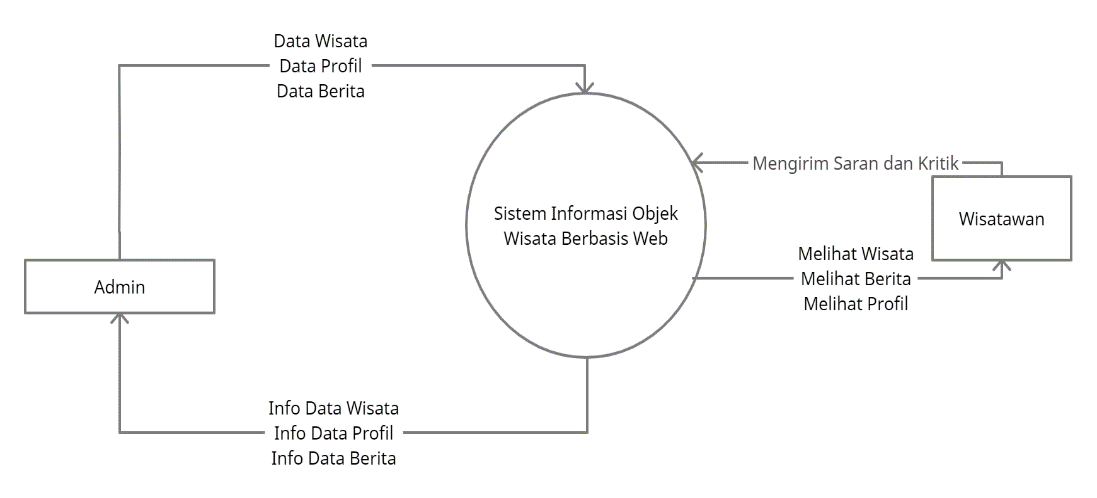 Data Wisata
Data Profil
Data Berita
Mengirim Saran dan Kritik
Sistem Informasi Objek
Wisata Berbasis Web
Wisatawan
Melihat Wisata
Melihat Berita
Melihat Profil
Admin
Info Data Wisata
Info Data Profil
Info Data Berita